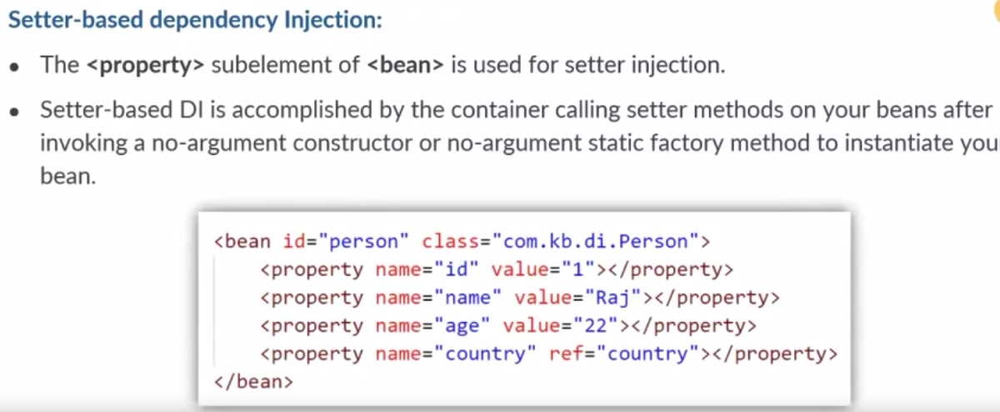 Setter-based dependency Injection:
• The <property> subelement of <bean> is used for setter injection.
• Setter-based DI is accomplished by the container calling setter methods on your beans after
invoking a no-argument constructor or no-argument static factory method to instantiate you
bean.
<bean id="person" class="com.kb.di.Person">
<property name="id" value="1"></property>
<property name="name" value="Raj"></property>
<property name="age" value="22"></property>
<property name="country" ref="country"></property>
</bean>